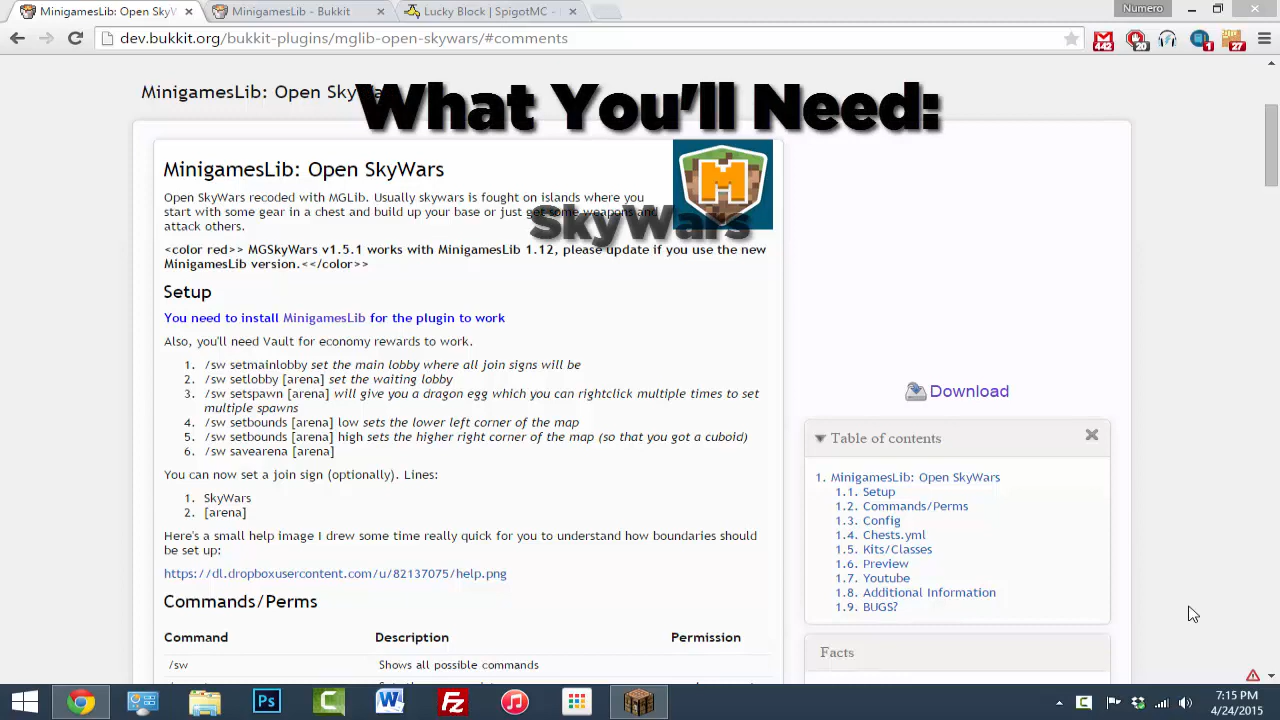 MinigamesLib: Open SkyW
MinigamesLib - Bukkit
Lucky Block | SpigotMC -
Numero
dev.bukkit.org/bukkit-plugins/mglib-open-skywars/#comments
442
20
1
27
MinigamesLib: Open Sky
What You'll Need:
MinigamesLib: Open SkyWars
M
Open SkyWars recoded with MGLib. Usually skywars is fought on islands where you
start with some gear in a chest and build up your base or just get some weapons and
attack others.
SkyWars
<color red>> MGSkyWars v1.5.1 works with MinigamesLib 1.12, please update if you use the new
MinigamesLib version.<</color>>
Setup
You need to install MinigamesLib for the plugin to work
Also, you'll need Vault for economy rewards to work.
1. /sw setmainlobby set the main lobby where all join signs will be
2. /sw setlobby [arena] set the waiting lobby
3. /sw setspawn [arena] will give you a dragon egg which you can rightclick multiple times to set
multiple spawns
4. /sw setbounds [arena] low sets the lower left corner of the map
5. /sw setbounds [arena] high sets the higher right corner of the map (so that you got a cuboid)
6. /sw savearena [arena]
You can now set a join sign (optionally). Lines:
1. SkyWars
2. [arena]
Here's a small help image I drew some time really quick for you to understand how boundaries should
be set up:
https://dl.dropboxusercontent.com/u/82137075/help.png
Commands/Perms
Command Description Permission
/sw Shows all possible commands
Download
Table of contents
1. MinigamesLib: Open SkyWars
1.1. Setup
1.2. Commands/Perms
1.3. Config
1.4. Chests.yml
1.5. Kits/Classes
1.6. Preview
1.7. Youtube
1.8. Additional Information
1.9. BUGS?
Facts
Ps
C
W
Fz
7:15 PM
4/24/2015